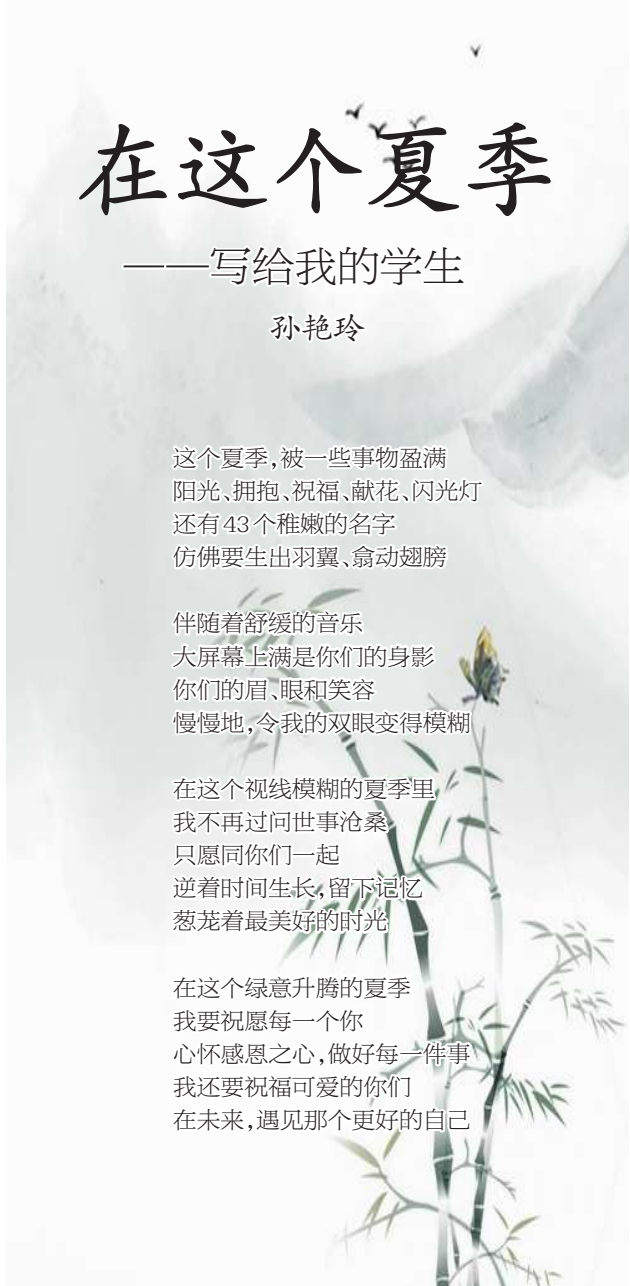 在这个夏季
——写给我的学生
孙艳玲
这个夏季,被一些事物盈满
阳光、拥抱、祝福、献花、闪光灯
还有43个稚嫩的名字
仿佛要生出羽翼、翕动翅膀
伴随着舒缓的音乐
大屏幕上满是你们的身影
你们的眉、眼和笑容
慢慢地,令我的双眼变得模糊
在这个视线模糊的夏季里
我不再过问世事沧桑
只愿同你们一起
逆着时间生长,留下记忆
葱茏着最美好的时光
在这个绿意升腾的夏季
我要祝愿每一个你
心怀感恩之心,做好每一件事
我还要祝福可爱的你们
在未来,遇见那个更好的自己